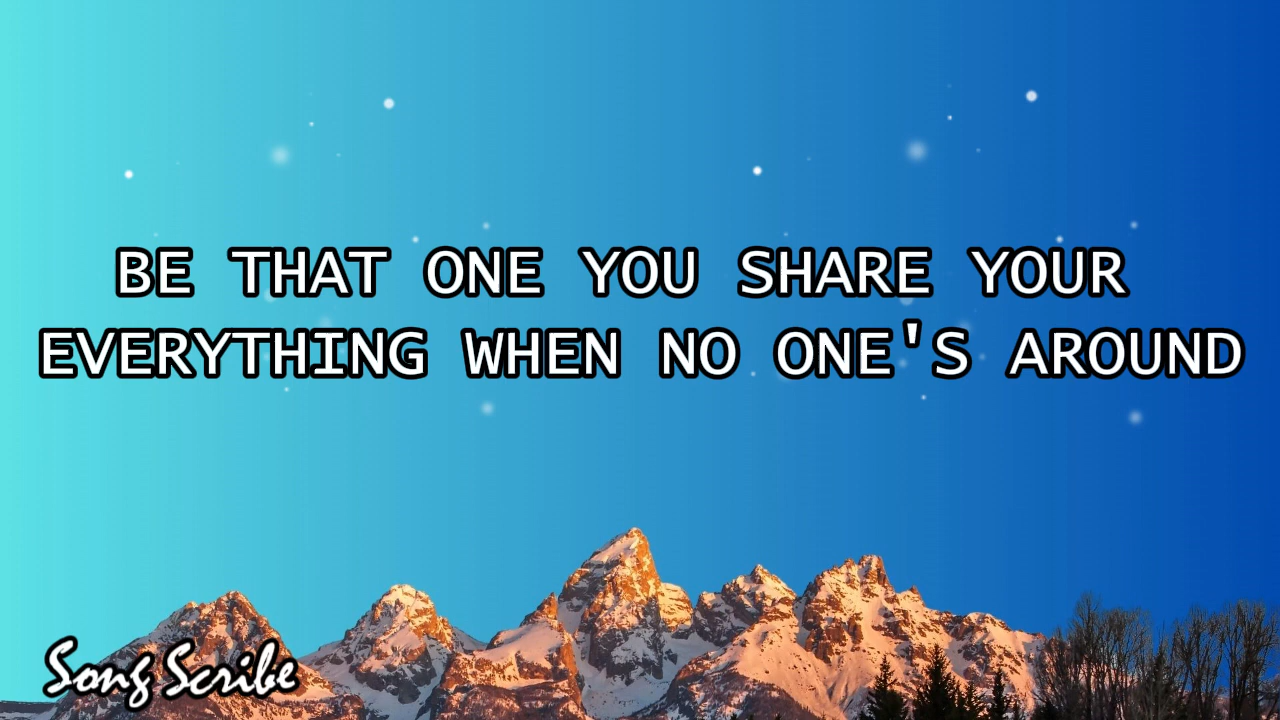 BE THAT ONE YOU SHARE YOUR
EVERYTHING WHEN NO ONE'S AROUND
Song Scribe